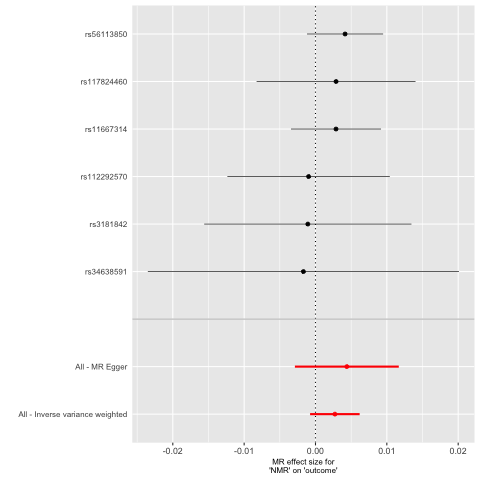 rs56113850
rs117824460
rs11667314
rs112292570
rs3181842
rs34638591
All - MR Egger
All - Inverse variance weighted
-0.02 -0.01 0.00 0.01 0.02
MR effect size for
'NMR' on 'outcome'